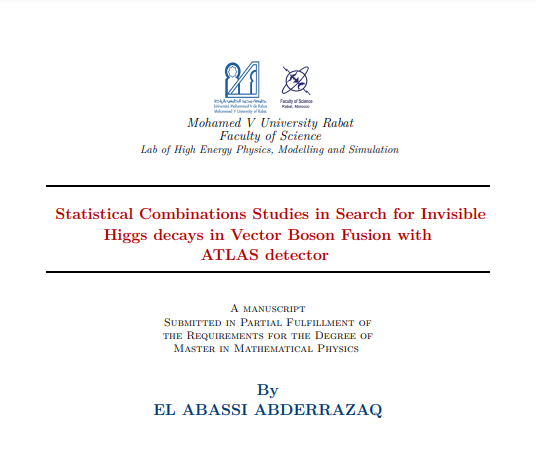 Université Mohammed V de Rabat
Mohammed V University of Rabat
Faculty of Science
Rabat, Morocco
Mohamed V University Rabat
Faculty of Science
Lab of High Energy Physics, Modelling and Simulation
Statistical Combinations Studies in Search for Invisible
Higgs decays in Vector Boson Fusion with
ATLAS detector
A manuscript
Submitted in Partial Fulfillment of
the Requirements for the Degree of
Master in Mathematical Physics
By
EL ABASSI ABDERRAZAQ